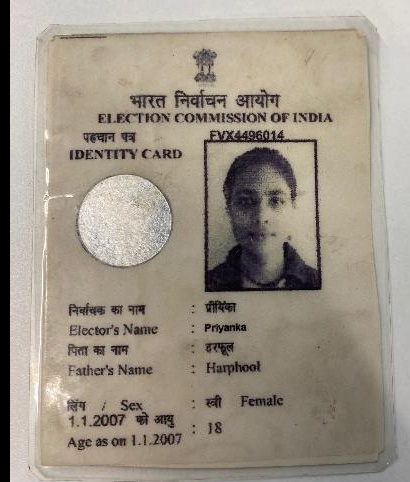 भारत निर्वाचन आयोग
ELECTION COMMISSION OF INDIA
पहचान पत्र FVX4496014
IDENTITY CARD
निर्वाचक का नाम : प्रीयिंका
Elector's Name : Priyanka
पिता का नाम : हरफूल
Father's Name : Harphool
लिंग / Sex : स्त्री Female
1.1.2007 को आयु : 18
Age as on 1.1.2007